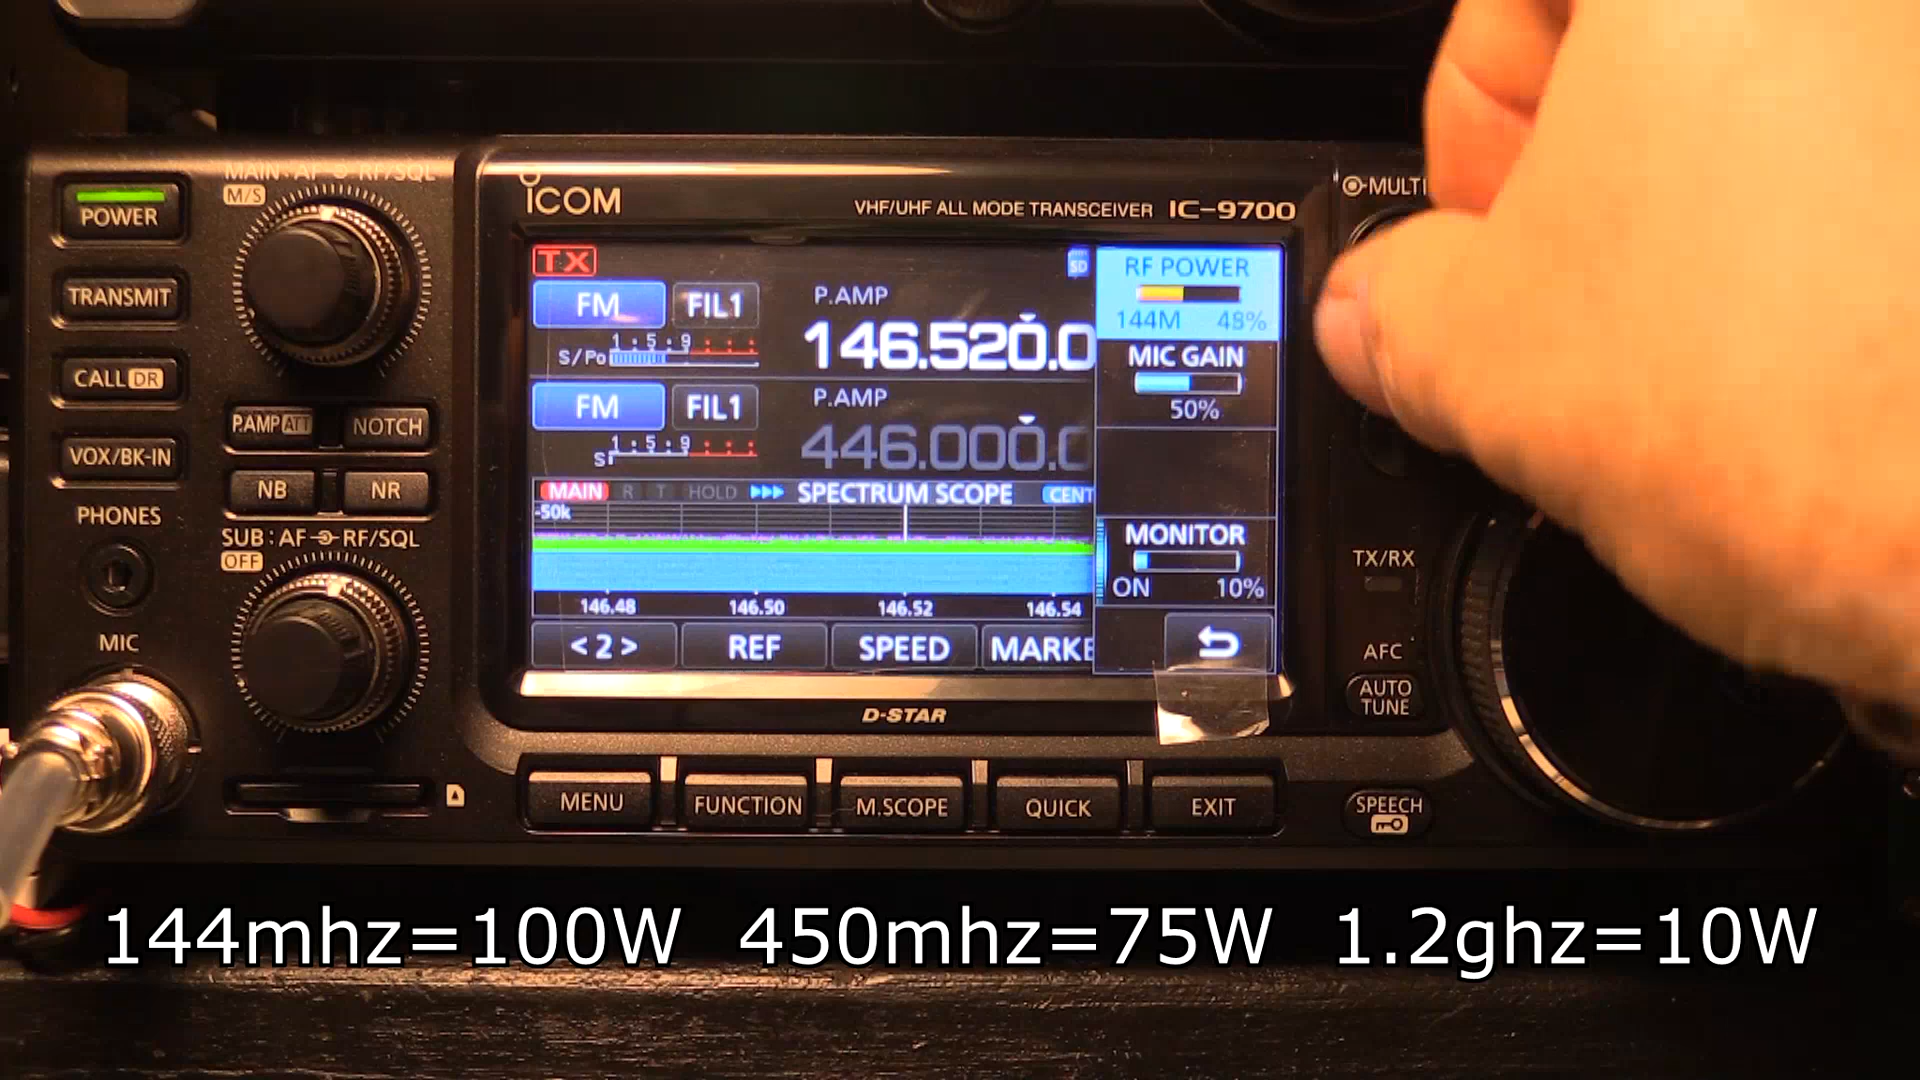 MAIN:AF RF/SQL
M/S
POWER
TRANSMIT
CALL DR
VOX/BK-IN
P.AMP ATT NOTCH
NB NR
PHONES
SUB:AF RF/SQL
OFF
MIC
ICOM
VHF/UHF ALL MODE TRANSCEIVER IC-9700
TX
SD
FM FIL1
P.AMP
146.520.0
1 5 9
S/Po
FM FIL1
P.AMP
446.000.0
1 5 9
S
MAIN R T HOLD SPECTRUM SCOPE CENT
-50k
146.48 146.50 146.52 146.54
<2> REF SPEED MARKE
RF POWER
144M 48%
MIC GAIN
50%
MONITOR
ON 10%
D-STAR
MENU FUNCTION M.SCOPE QUICK EXIT
MULTI
TX/RX
AFC
AUTO
TUNE
SPEECH
144mhz=100W 450mhz=75W 1.2ghz=10W